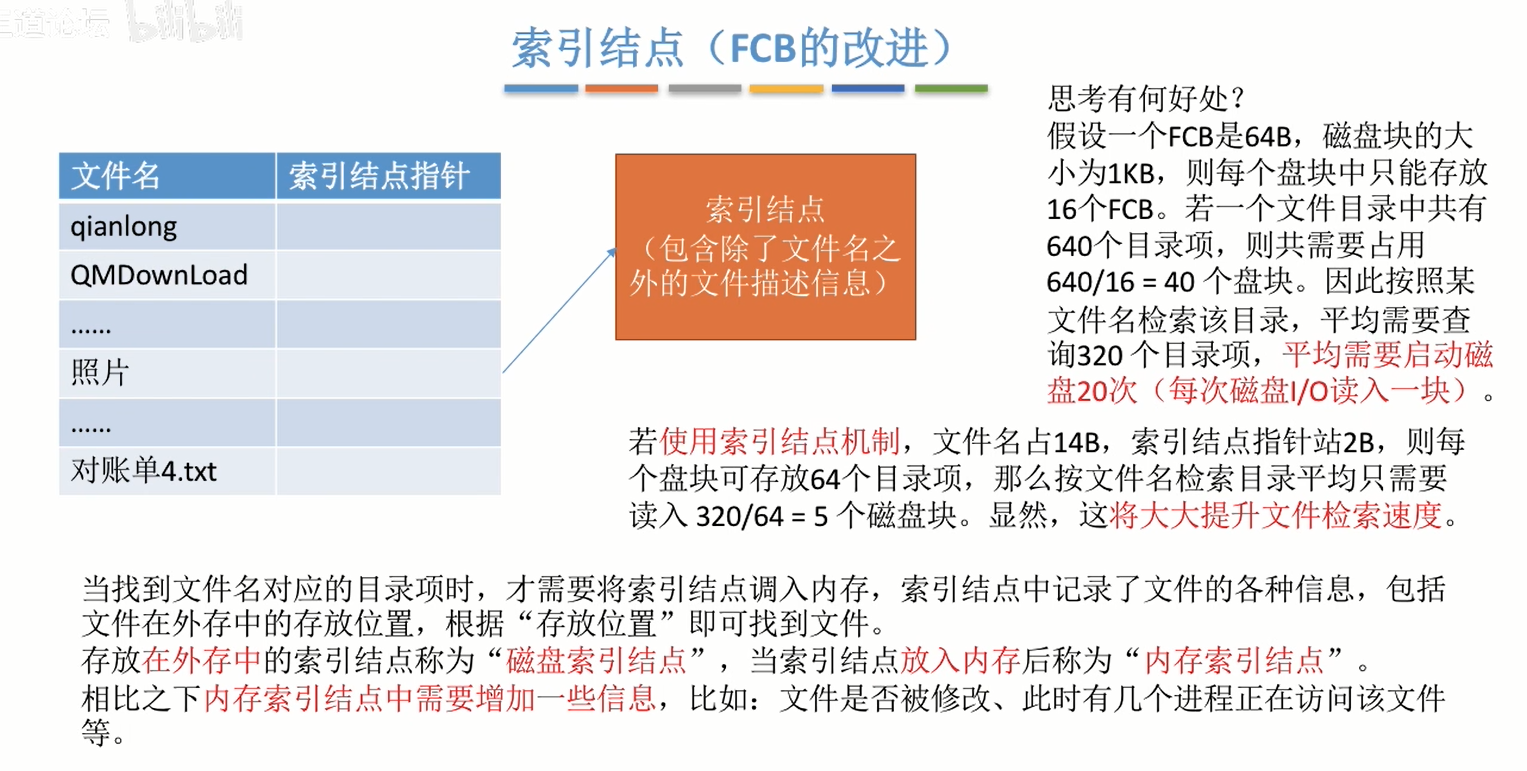 王道论坛 bilibili
索引结点（FCB的改进）
思考有何好处？
假设一个FCB是64B，磁盘块的大
小为1KB，则每个盘块中只能存放
16个FCB。若一个文件目录中共有
640个目录项，则共需要占用
640/16 = 40 个盘块。因此按照某
文件名检索该目录，平均需要查
询320 个目录项，平均需要启动磁
盘20次（每次磁盘I/O读入一块）。
文件名 索引结点指针
qianlong
QMDownLoad
……
照片
……
对账单4.txt
索引结点
（包含除了文件名之
外的文件描述信息）
若使用索引结点机制，文件名占14B，索引结点指针站2B，则每
个盘块可存放64个目录项，那么按文件名检索目录平均只需要
读入 320/64 = 5 个磁盘块。显然，这将大大提升文件检索速度。
当找到文件名对应的目录项时，才需要将索引结点调入内存，索引结点中记录了文件的各种信息，包括
文件在外存中的存放位置，根据“存放位置”即可找到文件。
存放在外存中的索引结点称为“磁盘索引结点”，当索引结点放入内存后称为“内存索引结点”。
相比之下内存索引结点中需要增加一些信息，比如：文件是否被修改、此时有几个进程正在访问该文件
等。